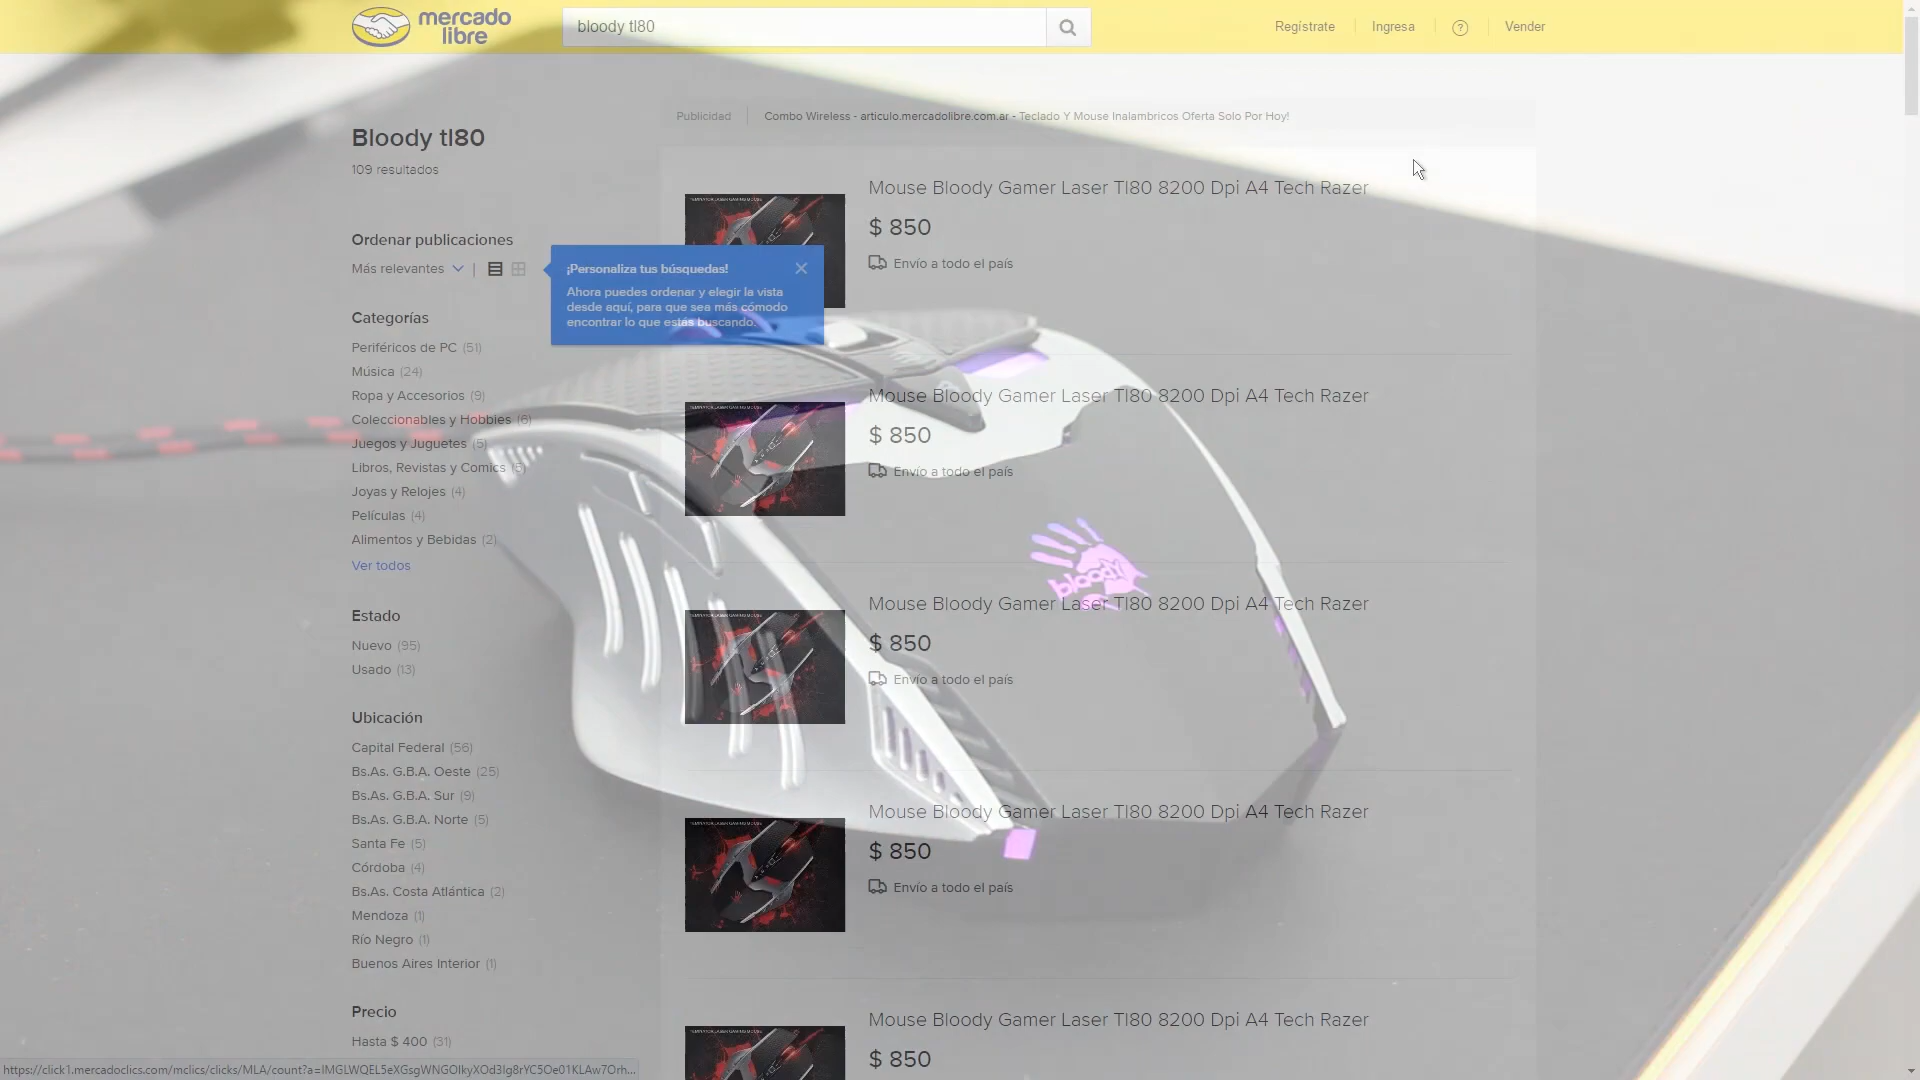 mercado
libre
bloody tl80
Regístrate
Ingresa
?
Vender
Publicidad
Combo Wireless - articulo.mercadolibre.com.ar - Teclado Y Mouse Inalambricos Oferta Solo Por Hoy!
Bloody tl80
109 resultados
Ordenar publicaciones
Más relevantes
¡Personaliza tus búsquedas!
Ahora puedes ordenar y elegir la vista
desde aquí, para que sea más cómodo
encontrar lo que estás buscando.
Categorías
Periféricos de PC (51)
Música (24)
Ropa y Accesorios (9)
Coleccionables y Hobbies (6)
Juegos y Juguetes (5)
Libros, Revistas y Comics (5)
Joyas y Relojes (4)
Películas (4)
Alimentos y Bebidas (2)
Ver todos
Estado
Nuevo (95)
Usado (13)
Ubicación
Capital Federal (56)
Bs.As. G.B.A. Oeste (25)
Bs.As. G.B.A. Sur (9)
Bs.As. G.B.A. Norte (5)
Santa Fe (5)
Córdoba (4)
Bs.As. Costa Atlántica (2)
Mendoza (1)
Río Negro (1)
Buenos Aires Interior (1)
Precio
Hasta $ 400 (31)
Mouse Bloody Gamer Laser Tl80 8200 Dpi A4 Tech Razer
$ 850
Envío a todo el país
Mouse Bloody Gamer Laser Tl80 8200 Dpi A4 Tech Razer
$ 850
Envío a todo el país
bloody
Mouse Bloody Gamer Laser Tl80 8200 Dpi A4 Tech Razer
$ 850
Envío a todo el país
Mouse Bloody Gamer Laser Tl80 8200 Dpi A4 Tech Razer
$ 850
Envío a todo el país
Mouse Bloody Gamer Laser Tl80 8200 Dpi A4 Tech Razer
$ 850